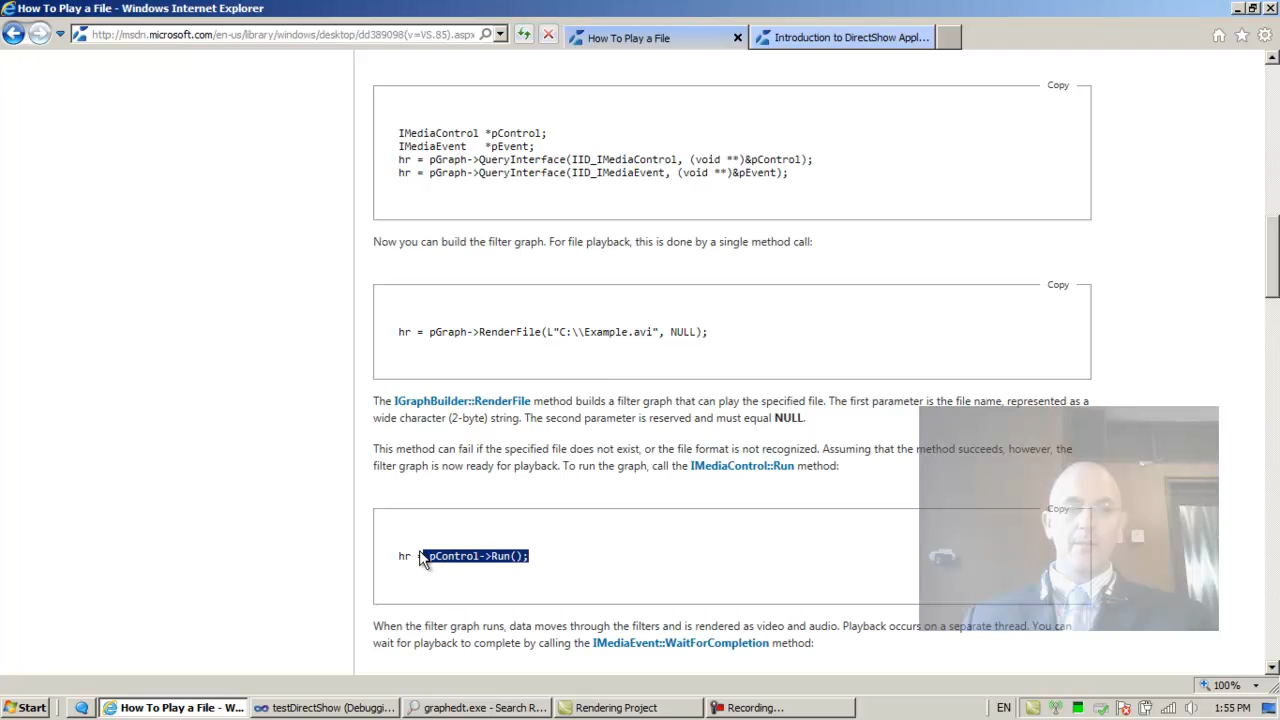 How To Play a File - Windows Internet Explorer
http://msdn.microsoft.com/en-us/library/windows/desktop/dd389098(v=VS.85).aspx
How To Play a File
Introduction to DirectShow Appl...
Copy
IMediaControl *pControl;
IMediaEvent *pEvent;
hr = pGraph->QueryInterface(IID_IMediaControl, (void **)&pControl);
hr = pGraph->QueryInterface(IID_IMediaEvent, (void **)&pEvent);
Now you can build the filter graph. For file playback, this is done by a single method call:
Copy
hr = pGraph->RenderFile(L"C:\\Example.avi", NULL);
The IGraphBuilder::RenderFile method builds a filter graph that can play the specified file. The first parameter is the file name, represented as a
wide character (2-byte) string. The second parameter is reserved and must equal NULL.
This method can fail if the specified file does not exist, or the file format is not recognized. Assuming that the method succeeds, however, the
filter graph is now ready for playback. To run the graph, call the IMediaControl::Run method:
Copy
hr = pControl->Run();
When the filter graph runs, data moves through the filters and is rendered as video and audio. Playback occurs on a separate thread. You can
wait for playback to complete by calling the IMediaEvent::WaitForCompletion method:
100%
Start
How To Play a File - W...
testDirectShow (Debuggi...
graphedt.exe - Search R...
Rendering Project
Recording...
EN
1:55 PM